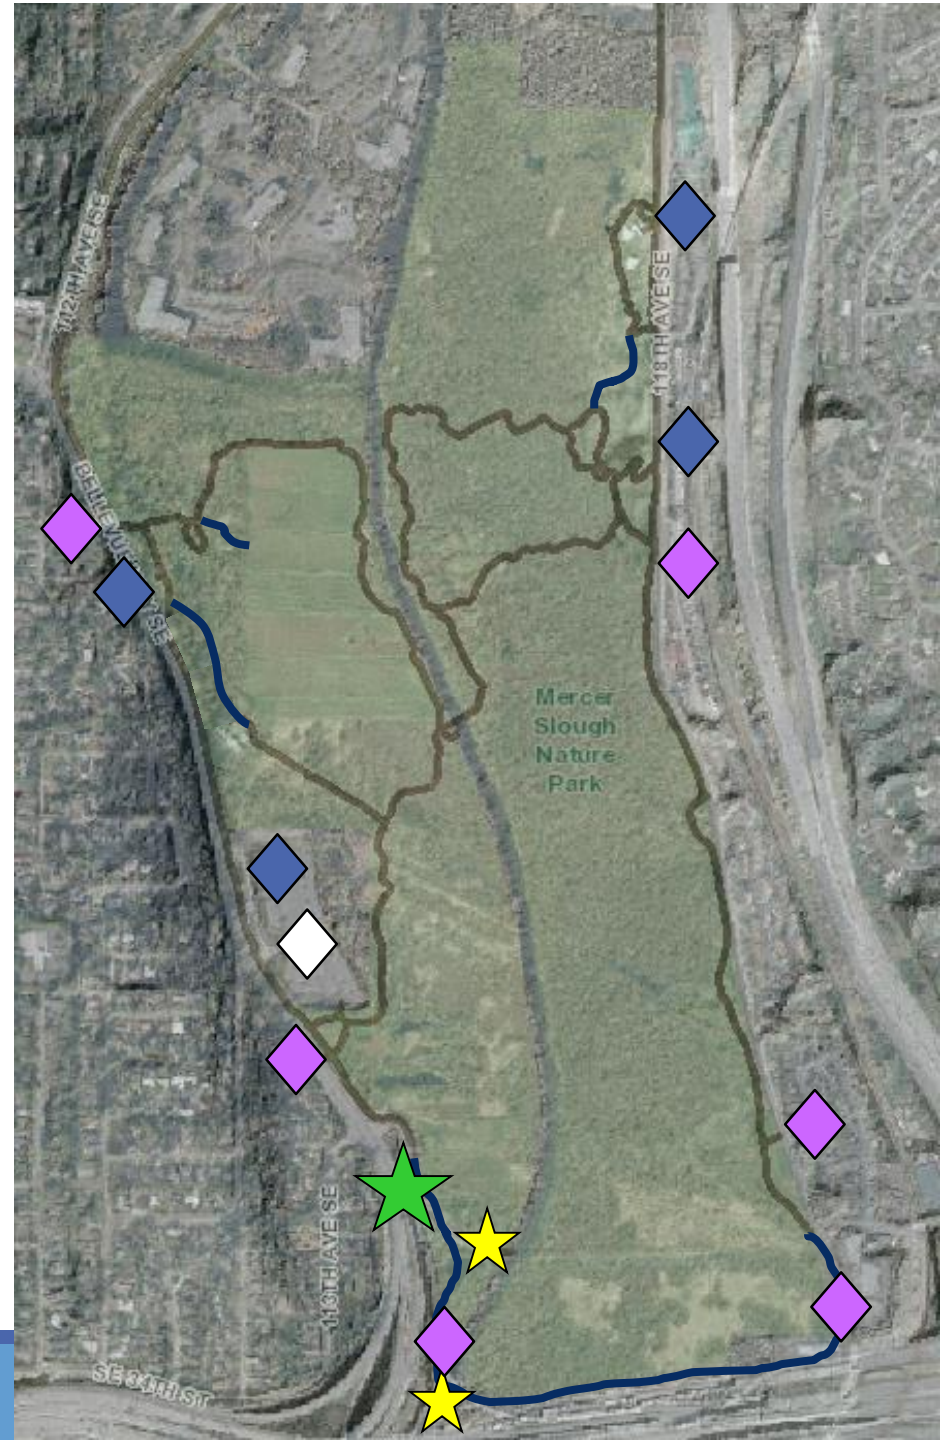 112TH AVE SE
118TH AVE SE
Mercer
Slough
Nature
Park
113TH AVE SE
SE 34TH ST